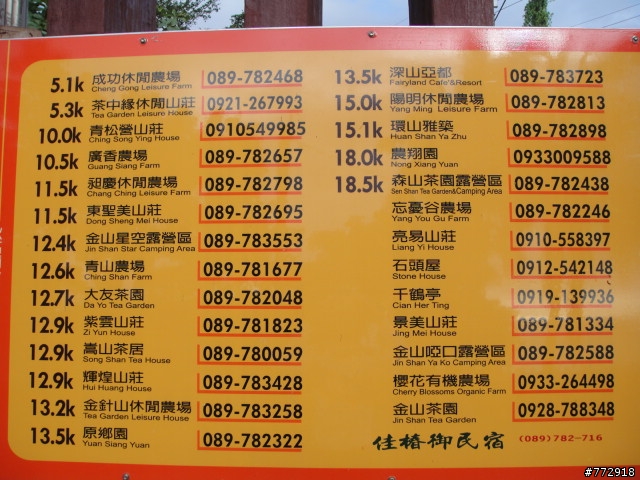 5.1k 成功休閒農場 089-782468
Cheng Gong Leisure Farm
5.3k 茶中緣休閒山莊 0921-267993
Tea Garden Leisure House
10.0k 青松營山莊 0910549985
Ching Song Ying House
10.5k 廣香農場 089-782657
Guang Siang Farm
11.5k 昶慶休閒農場 089-782798
Chang Ching Leisure Farm
11.5k 東聖美山莊 089-782695
Dong Sheng Mei House
12.4k 金山星空露營區 089-783553
Jin Shan Star Camping Area
12.6k 青山農場 089-781677
Ching Shan Farm
12.7k 大友茶園 089-782048
Da Yo Tea Garden
12.9k 紫雲山莊 089-781823
Zi Yun House
12.9k 嵩山茶居 089-780059
Song Shan Tea House
12.9k 輝煌山莊 089-783428
Hui Huang House
13.2k 金針山休閒農場 089-783258
Tea Garden Leisure House
13.5k 原鄉園 089-782322
Yuan Siang Yuan
13.5k 深山亞都 089-783723
Fairyland Cafe'&Resort
15.0k 陽明休閒農場 089-782813
Yang Ming Leisure Farm
15.1k 環山雅築 089-782898
Huan Shan Ya Zhu
18.0k 農翔園 0933009588
Nong Xiang Yuan
18.5k 森山茶園露營區 089-782438
Sen Shan Tea Garden&Camping Area
忘憂谷農場 089-782246
Yang You Gu Farm
亮易山莊 0910-558397
Liang Yi House
石頭屋 0912-542148
Stone House
千鶴亭 0919-139936
Cian Her Ting
景美山莊 089-781334
Jing Mei House
金山啞口露營區 089-782588
Jin Shan Ya Ko Camping Area
櫻花有機農場 0933-264498
Cherry Blossoms Organic Farm
金山茶園 0928-788348
Jin Shan Tea Garden
佳椿御民宿 (089)782-716
#772918